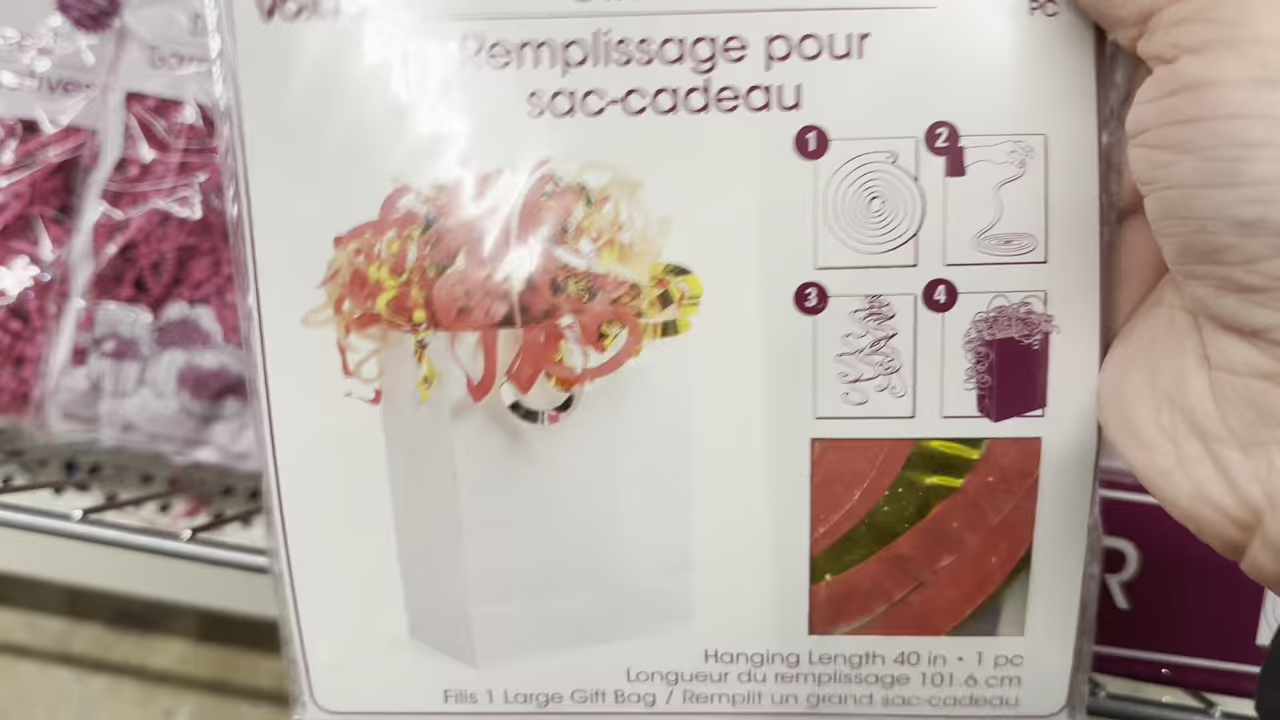 PC
Remplissage pour
sac-cadeau
1
2
3
4
R
Hanging Length 40 in • 1 pc
Longueur du remplissage 101.6 cm
Fills 1 Large Gift Bag / Remplit un grand sac-cadeau